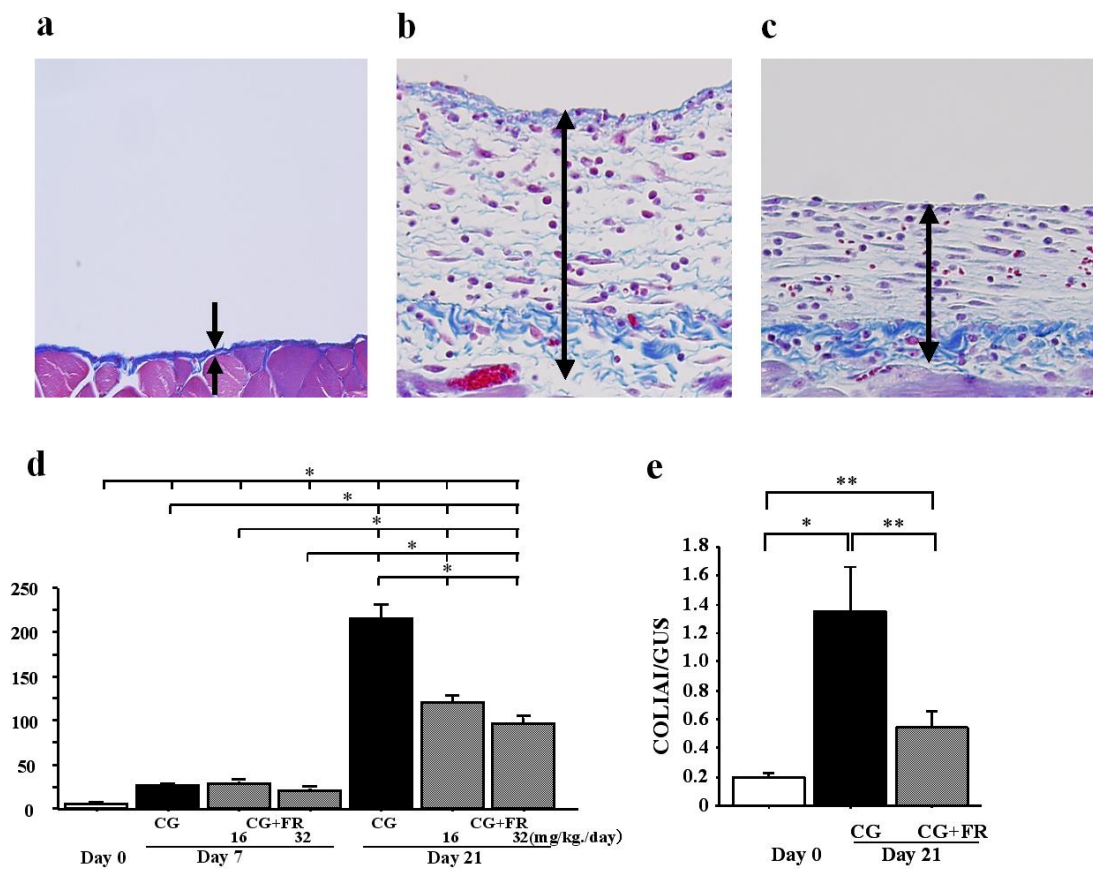 a
b
c
d
*
*
*
*
*
250
200
150
100
50
0
CG CG+FR CG CG+FR
16 32 16 32(mg/kg./day)
Day 0 Day 7 Day 21
e
**
* **
COLIAI/GUS
1.8
1.6
1.4
1.2
1.0
0.8
0.6
0.4
0.2
0
CG CG+FR
Day 0 Day 21